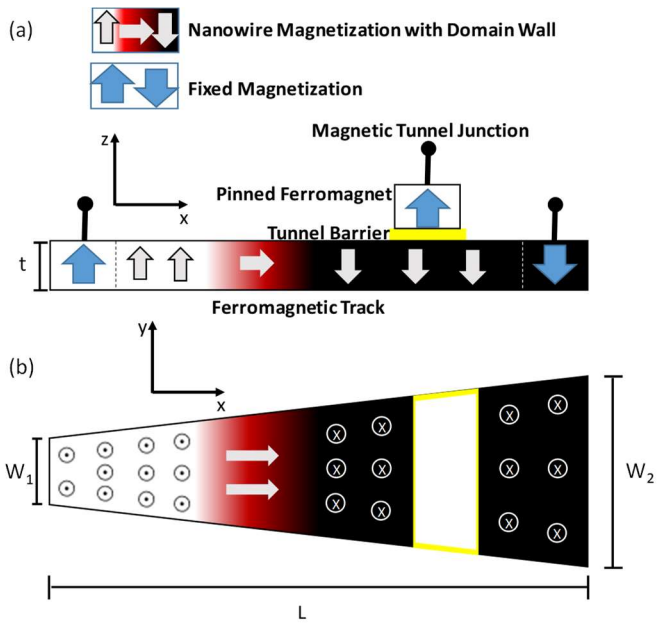 (a)
Nanowire Magnetization with Domain Wall
Fixed Magnetization
Magnetic Tunnel Junction
z
x
Pinned Ferromagnet
Tunnel Barrier
t
Ferromagnetic Track
y
x
(b)
W1
W2
X X X X
X X X X
X X X X
L